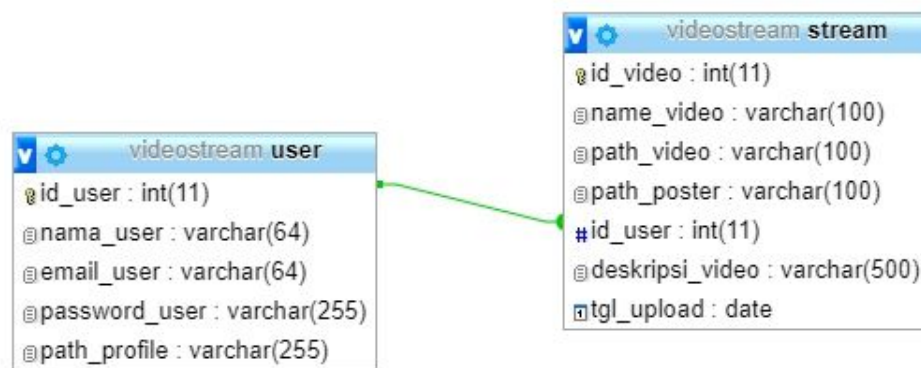 videostream user
id_user : int(11)
nama_user : varchar(64)
email_user : varchar(64)
password_user : varchar(255)
path_profile : varchar(255)
videostream stream
id_video : int(11)
name_video : varchar(100)
path_video : varchar(100)
path_poster : varchar(100)
#id_user : int(11)
deskripsi_video : varchar(500)
tgl_upload : date